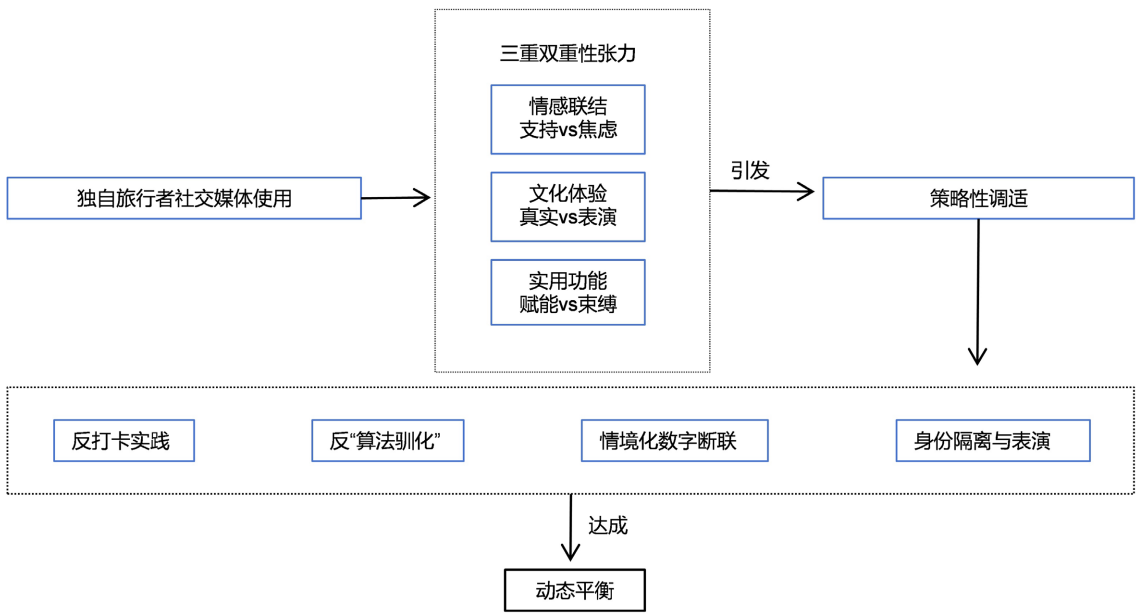 三重双重性张力
情感联结
支持vs焦虑
独自旅行者社交媒体使用
文化体验
真实vs表演
引发
策略性调适
实用功能
赋能vs束缚
反打卡实践
反“算法驯化”
情境化数字断联
身份隔离与表演
达成
动态平衡